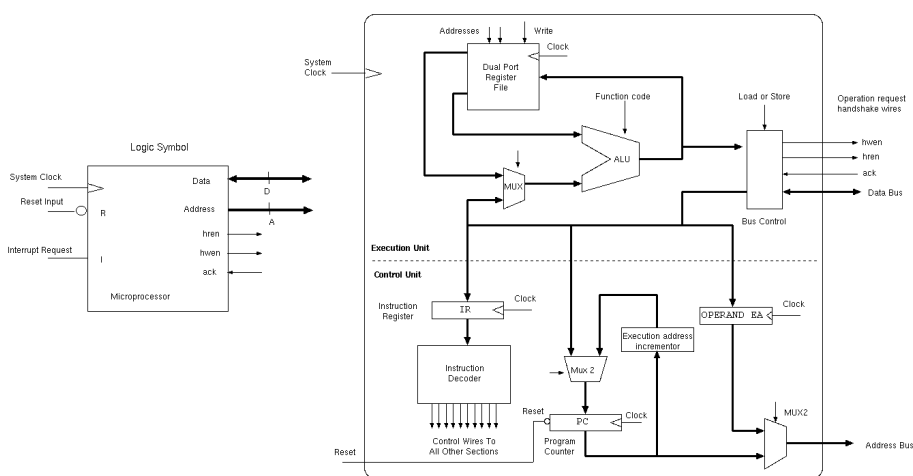 Logic Symbol
System Clock
Reset Input
R
Interrupt Request
I
Data
D
Address
A
hren
hwen
ack
Microprocessor
System
Clock
Addresses
Write
Clock
Dual Port
Register
File
Function code
ALU
MUX
Load or Store
Operation request
handshake wires
hwen
hren
ack
Data Bus
Bus Control
Execution Unit
Control Unit
Instruction
Register
IR
Clock
Instruction
Decoder
Control Wires To
All Other Sections
Mux 2
Execution address
incrementor
OPERAND EA
Clock
Reset
PC
Clock
Program
Counter
Reset
MUX2
Address Bus